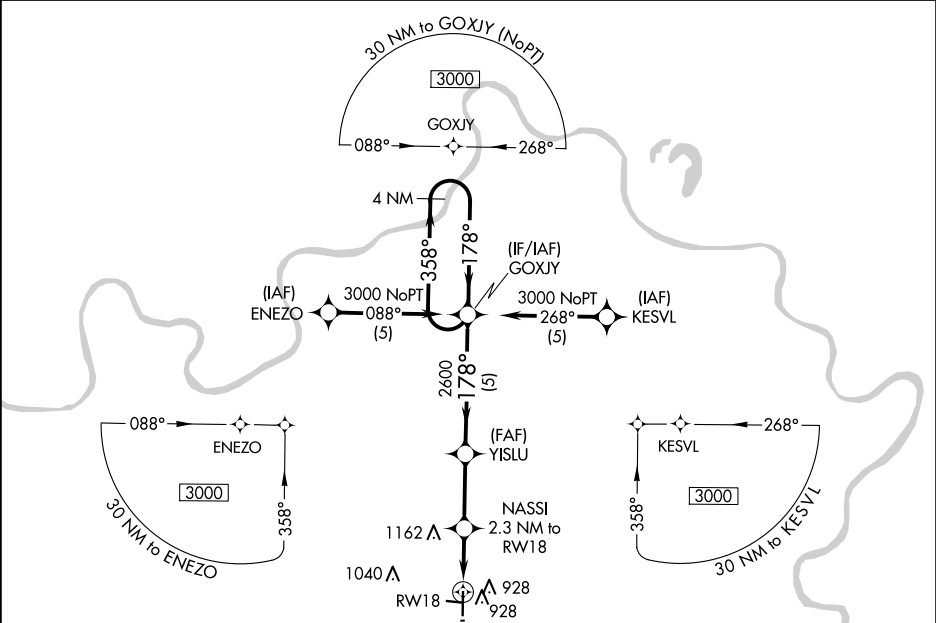 30 NM to GOXJY (NoPT)
3000
GOXJY
088°
268°
4 NM
358°
178°
(IF/IAF)
GOXJY
(IAF)
ENEZO
3000 NoPT
088°
(5)
3000 NoPT
268°
(5)
(IAF)
KESVL
2600
178°
(5)
088°
ENEZO
3000
358°
30 NM to ENEZO
(FAF)
YISLU
268°
KESVL
3000
358°
30 NM to KESVL
NASSI
2.3 NM to
RW18
1162
1040
928
RW18
928